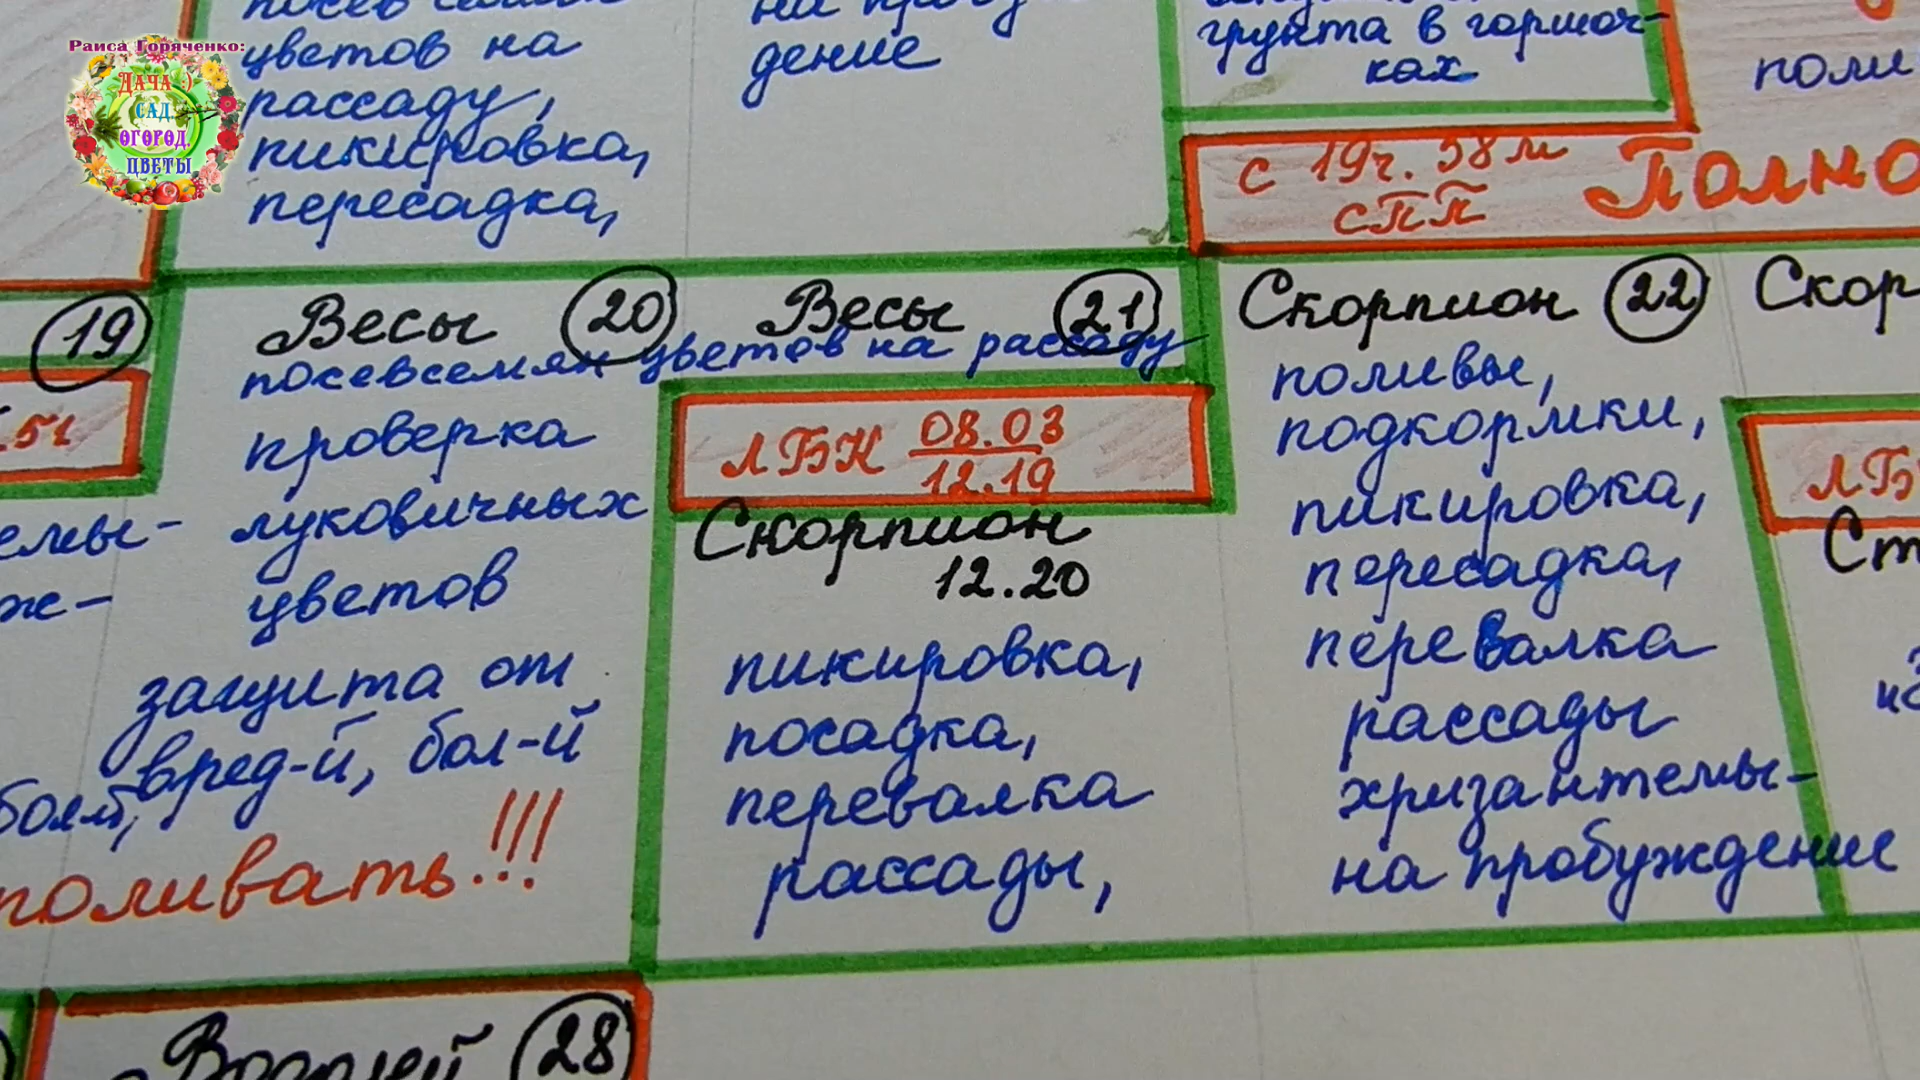 Раиса Горяченко:
Дача :)
сад,
огород,
цветы
цветов на
рассаду,
пикировка,
пересадка,
дение
грунта в горшоч-
ках
поли
с 19ч. 58м
сПП
Полно
19
Весы 20
Весы 21
посевсемян цветов на рассаду
проверка
луковичных
цветов
защита от
вред-й, бол-й
поливать!!!
ЛБК 08.03
12.19
Скорпион
12.20
пикировка,
посадка,
перевалка
рассады,
Скорпион 22
поливы,
подкормки,
пикировка,
пересадка,
перевалка
рассады
хризантемы-
на пробуждение
Скор
ЛБ
Ст
28